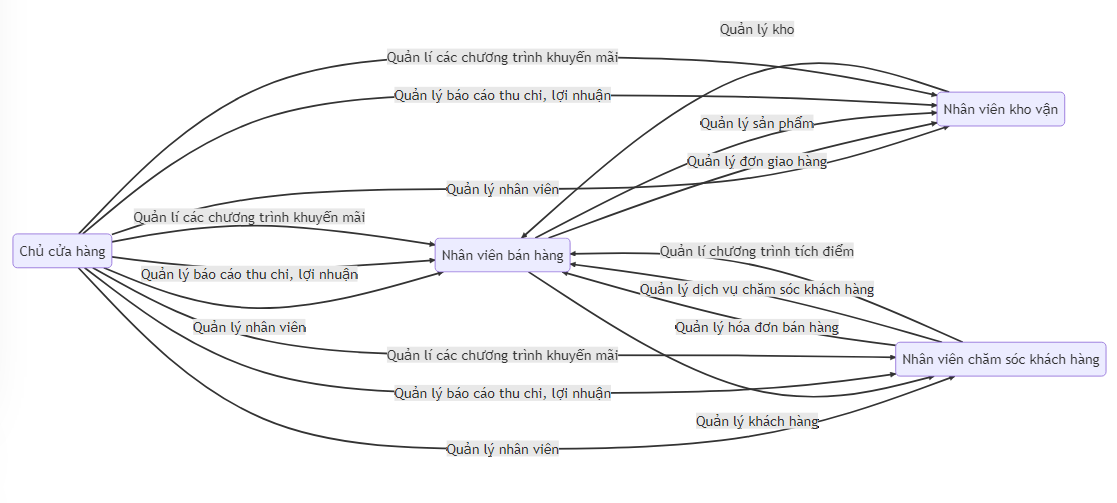 Quản lý kho
Quản lí các chương trình khuyến mãi
Quản lý báo cáo thu chi, lợi nhuận
Nhân viên kho vận
Quản lý sản phẩm
Quản lý đơn giao hàng
Quản lý nhân viên
Quản lí các chương trình khuyến mãi
Chủ cửa hàng
Nhân viên bán hàng
Quản lí chương trình tích điểm
Quản lý báo cáo thu chi, lợi nhuận
Quản lý dịch vụ chăm sóc khách hàng
Quản lý nhân viên
Quản lý hóa đơn bán hàng
Quản lí các chương trình khuyến mãi
Nhân viên chăm sóc khách hàng
Quản lý báo cáo thu chi, lợi nhuận
Quản lý khách hàng
Quản lý nhân viên